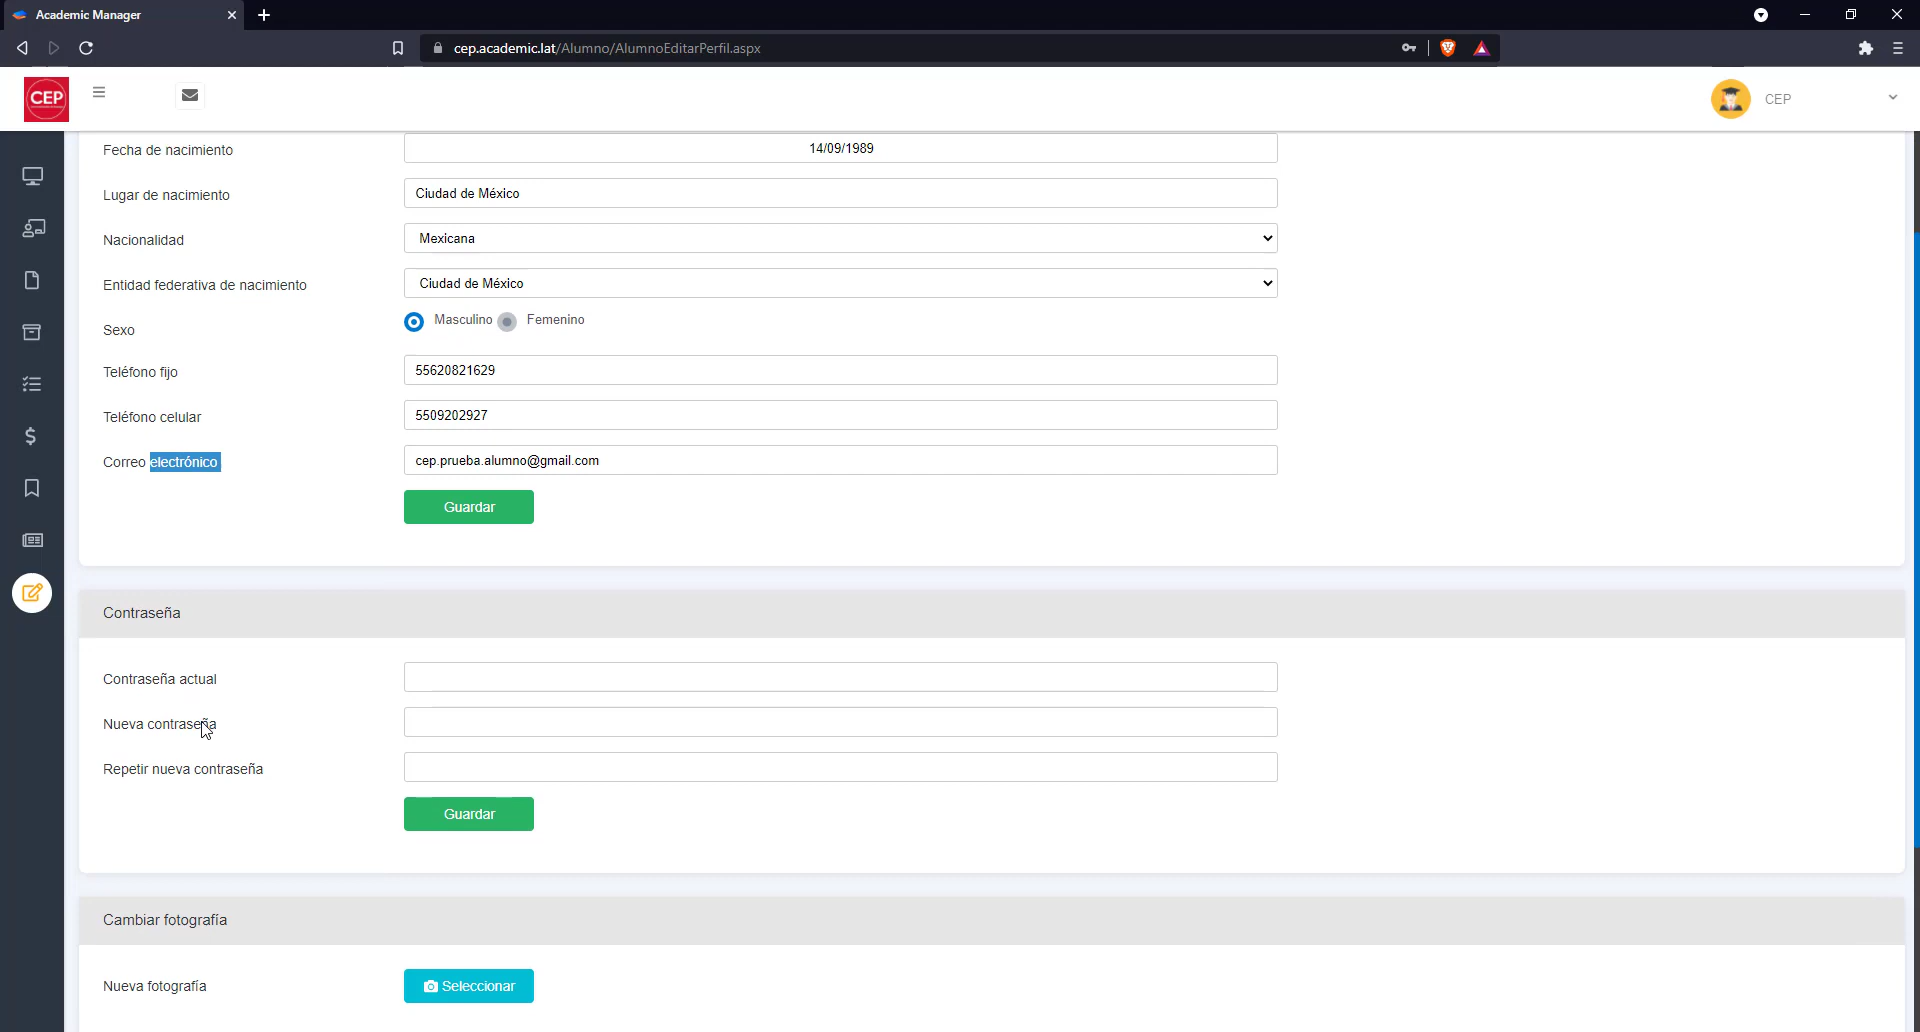 Academic Manager
cep.academic.lat/Alumno/AlumnoEditarPerfil.aspx
CEP
CEP
Fecha de nacimiento
14/09/1989
Lugar de nacimiento
Ciudad de México
Nacionalidad
Mexicana
Entidad federativa de nacimiento
Ciudad de México
Sexo
Masculino
Femenino
Teléfono fijo
55620821629
Teléfono celular
5509202927
Correo electrónico
cep.prueba.alumno@gmail.com
Guardar
Contraseña
Contraseña actual
Nueva contraseña
Repetir nueva contraseña
Guardar
Cambiar fotografía
Nueva fotografía
Seleccionar